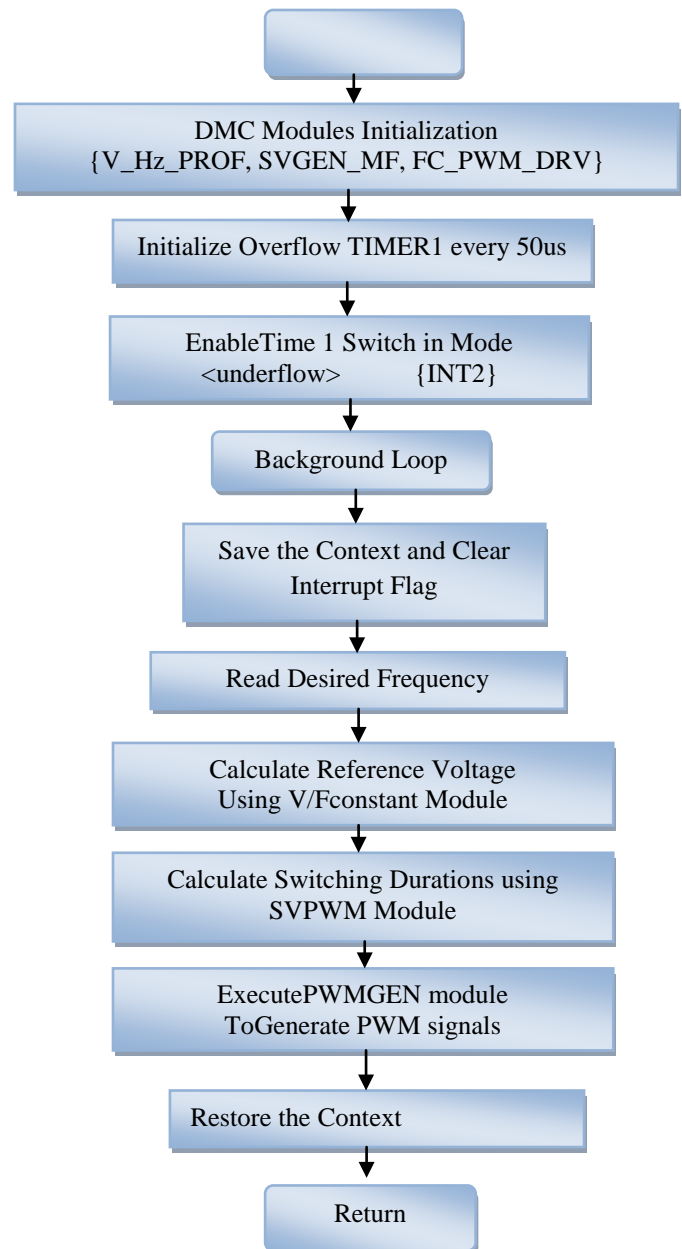 DMC Modules Initialization
{V_Hz_PROF, SVGEN_MF, FC_PWM_DRV}
Initialize Overflow TIMER1 every 50us
EnableTime 1 Switch in Mode
<underflow> {INT2}
Background Loop
Save the Context and Clear
Interrupt Flag
Read Desired Frequency
Calculate Reference Voltage
Using V/Fconstant Module
Calculate Switching Durations using
SVPWM Module
ExecutePWMGEN module
ToGenerate PWM signals
Restore the Context
Return